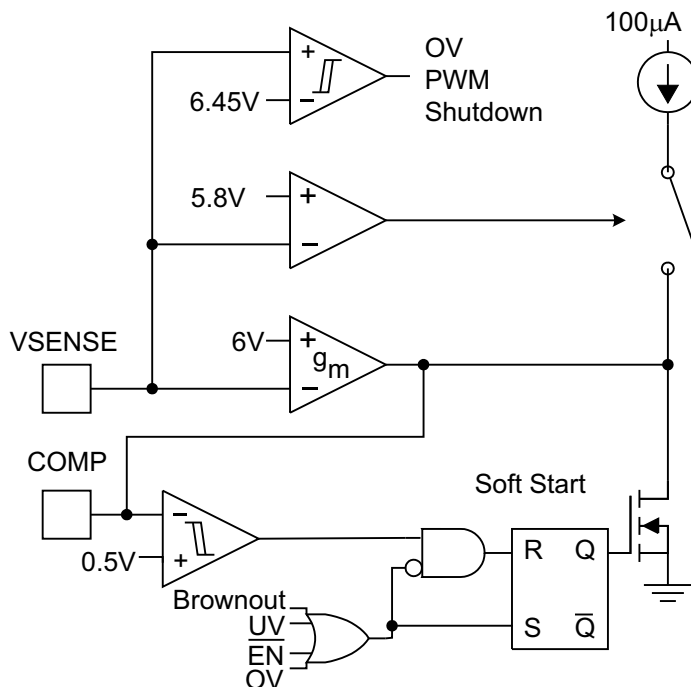 100μA
OV
PWM
Shutdown
+
−
6.45V
5.8V
+
−
VSENSE
6V
+
gm
−
COMP
Soft Start
−
+
0.5V
R Q
S Q̅
Brownout
UV
E̅N̅
OV